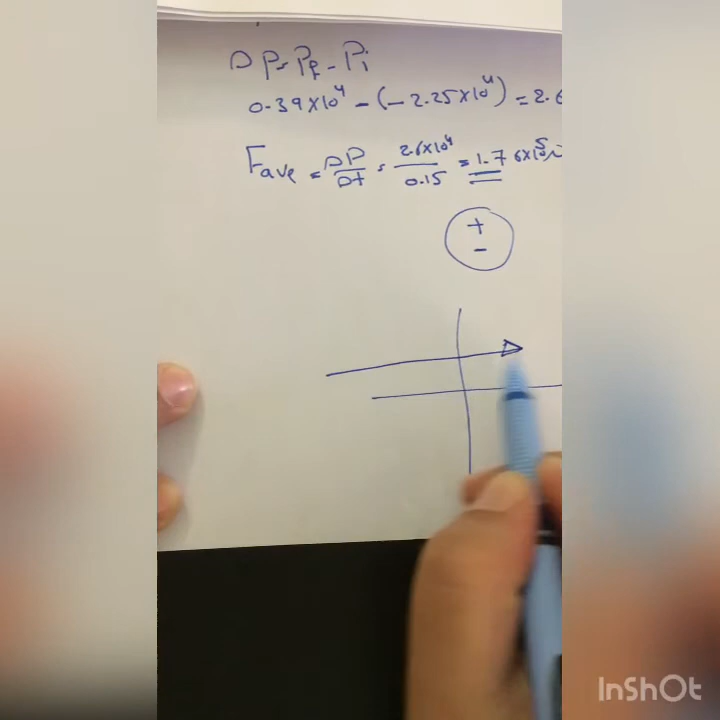 ΔP = Pf - Pi
0.39×10⁴ - (-2.25×10⁴) = 2.6
Fave = ΔP/Δt = 2.6×10⁴/0.15 = 1.76×10⁵
+
-
InShOt